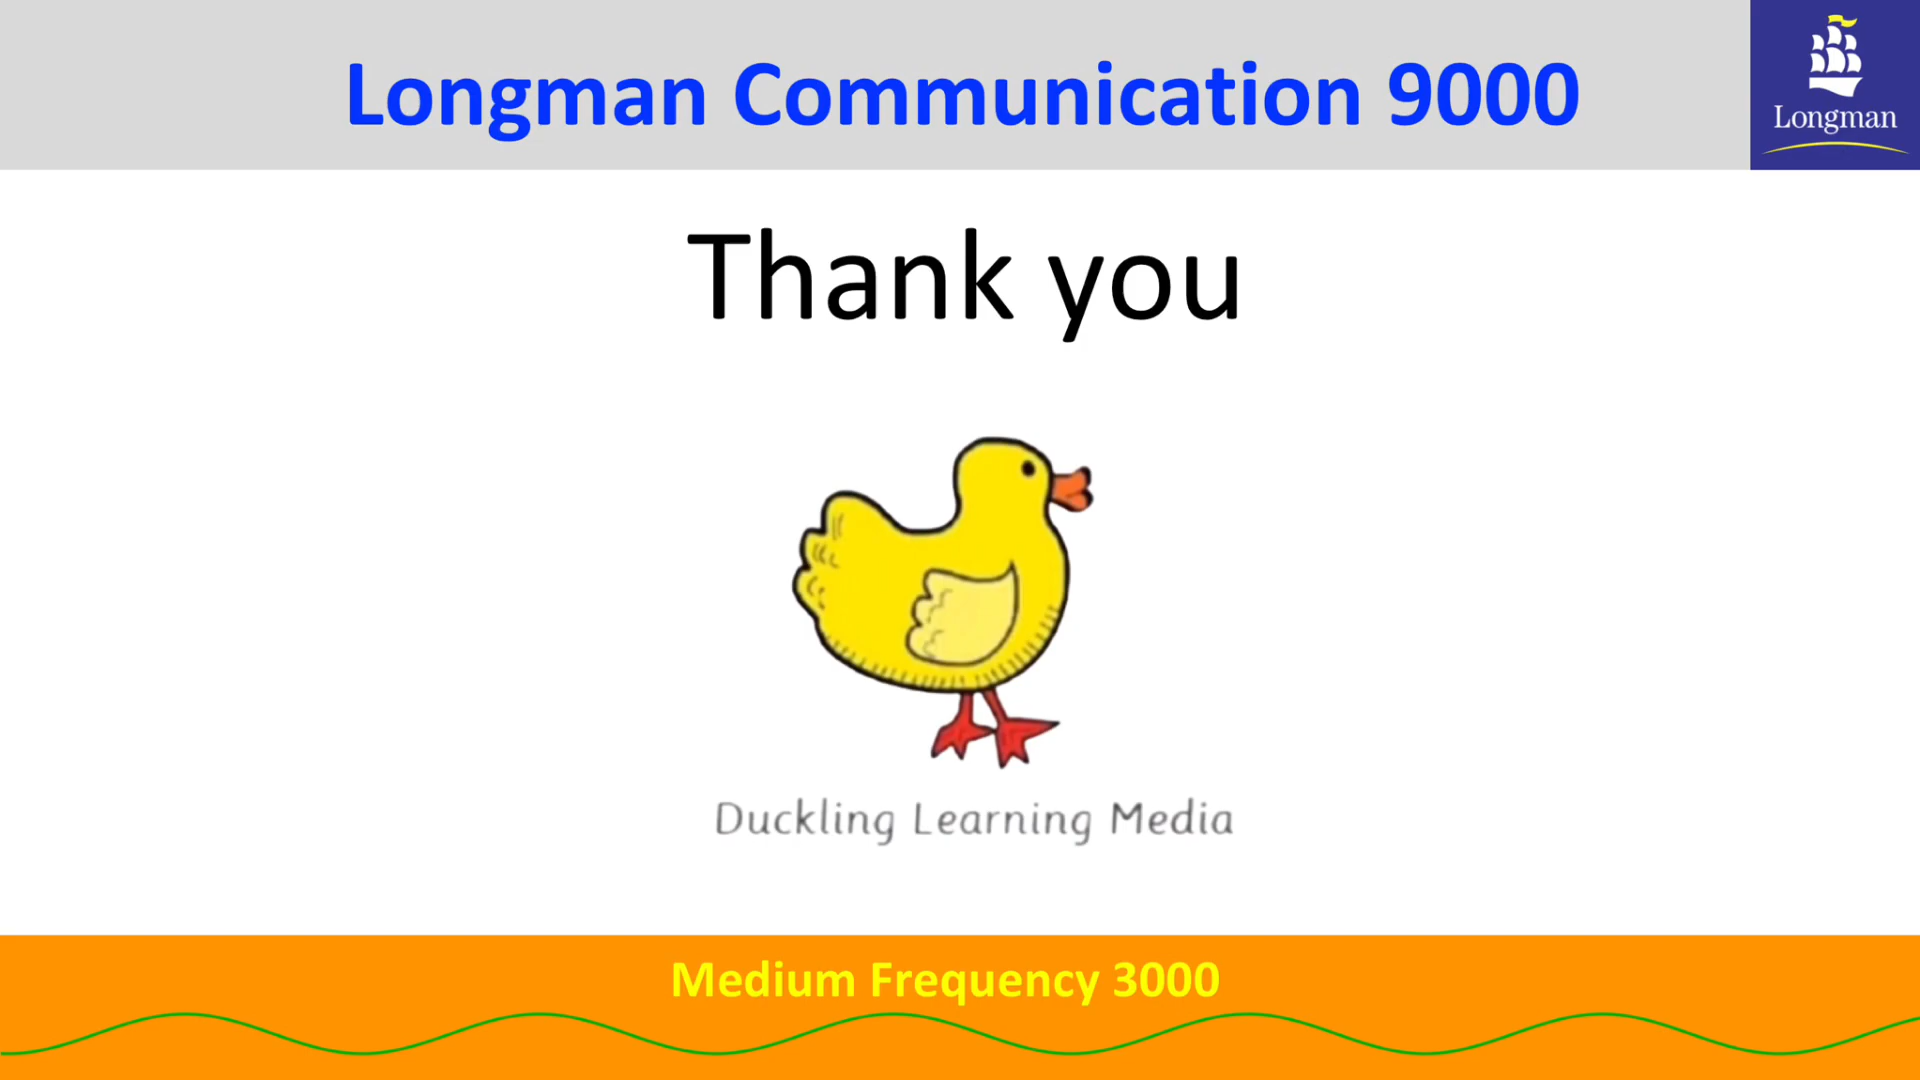 Longman Communication 9000
Longman
Thank you
Duckling Learning Media
Medium Frequency 3000